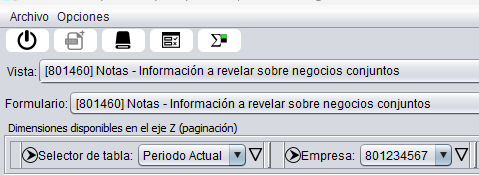 Archivo Opciones
Vista: [801460] Notas - Información a revelar sobre negocios conjuntos
Formulario: [801460] Notas - Información a revelar sobre negocios conjuntos
Dimensiones disponibles en el eje Z (paginación)
Selector de tabla: Periodo Actual Empresa: 801234567